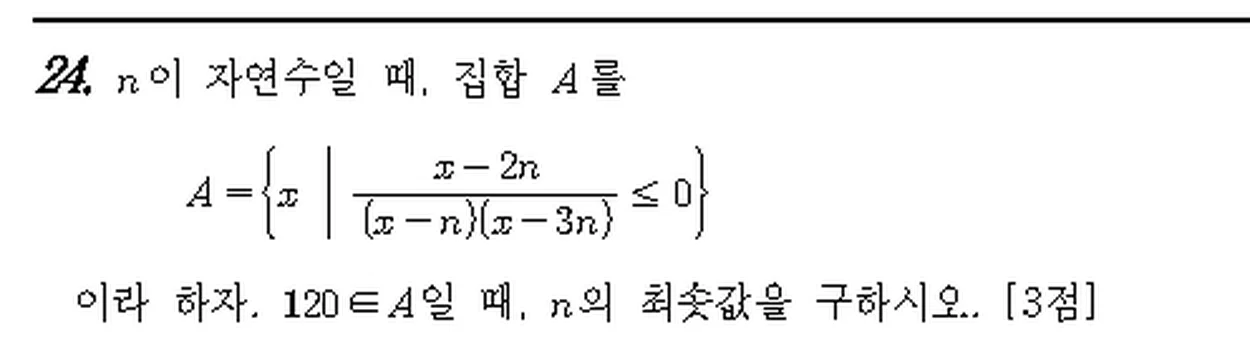 24. n이 자연수일 때, 집합 A를
A = { x | \frac{x-2n}{(x-n)(x-3n)} ≤ 0 }
이라 하자. 120∈A일 때, n의 최솟값을 구하시오. [3점]